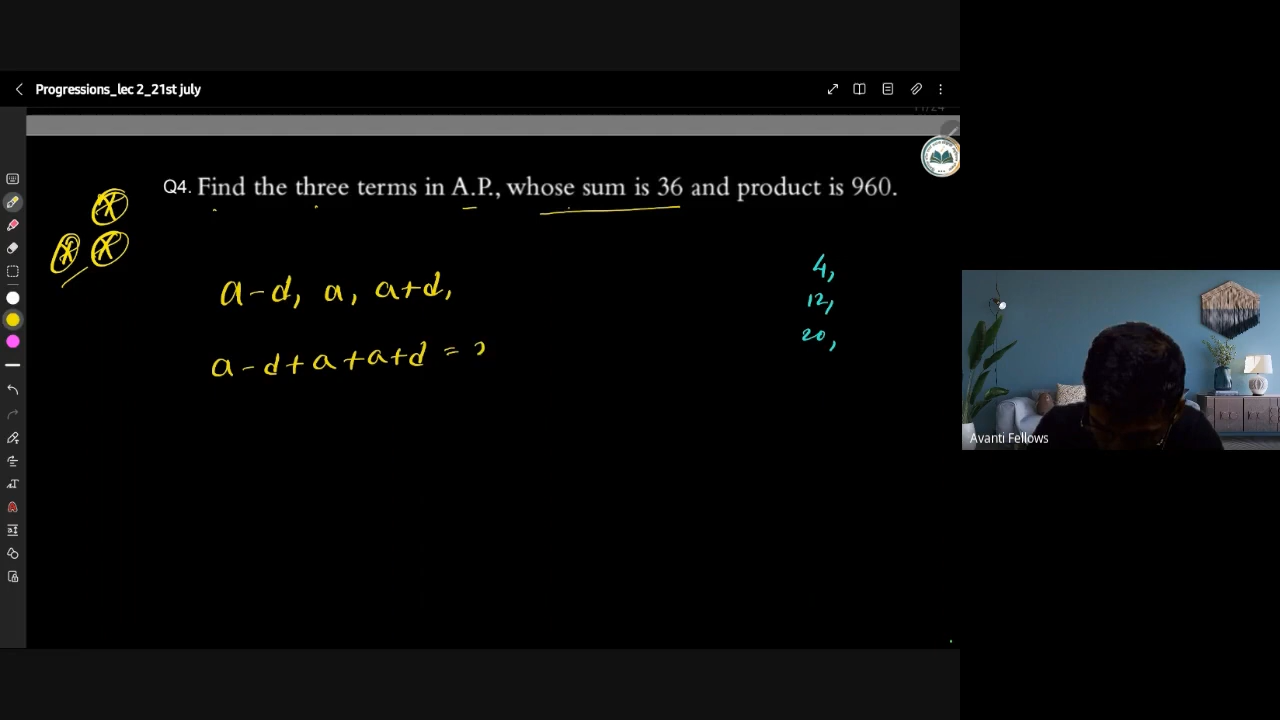 Progressions_lec 2_21st july
Q4. Find the three terms in A.P., whose sum is 36 and product is 960.
a-d, a, a+d,
a-d+a+a+d =
4,
12,
20,
Avanti Fellows